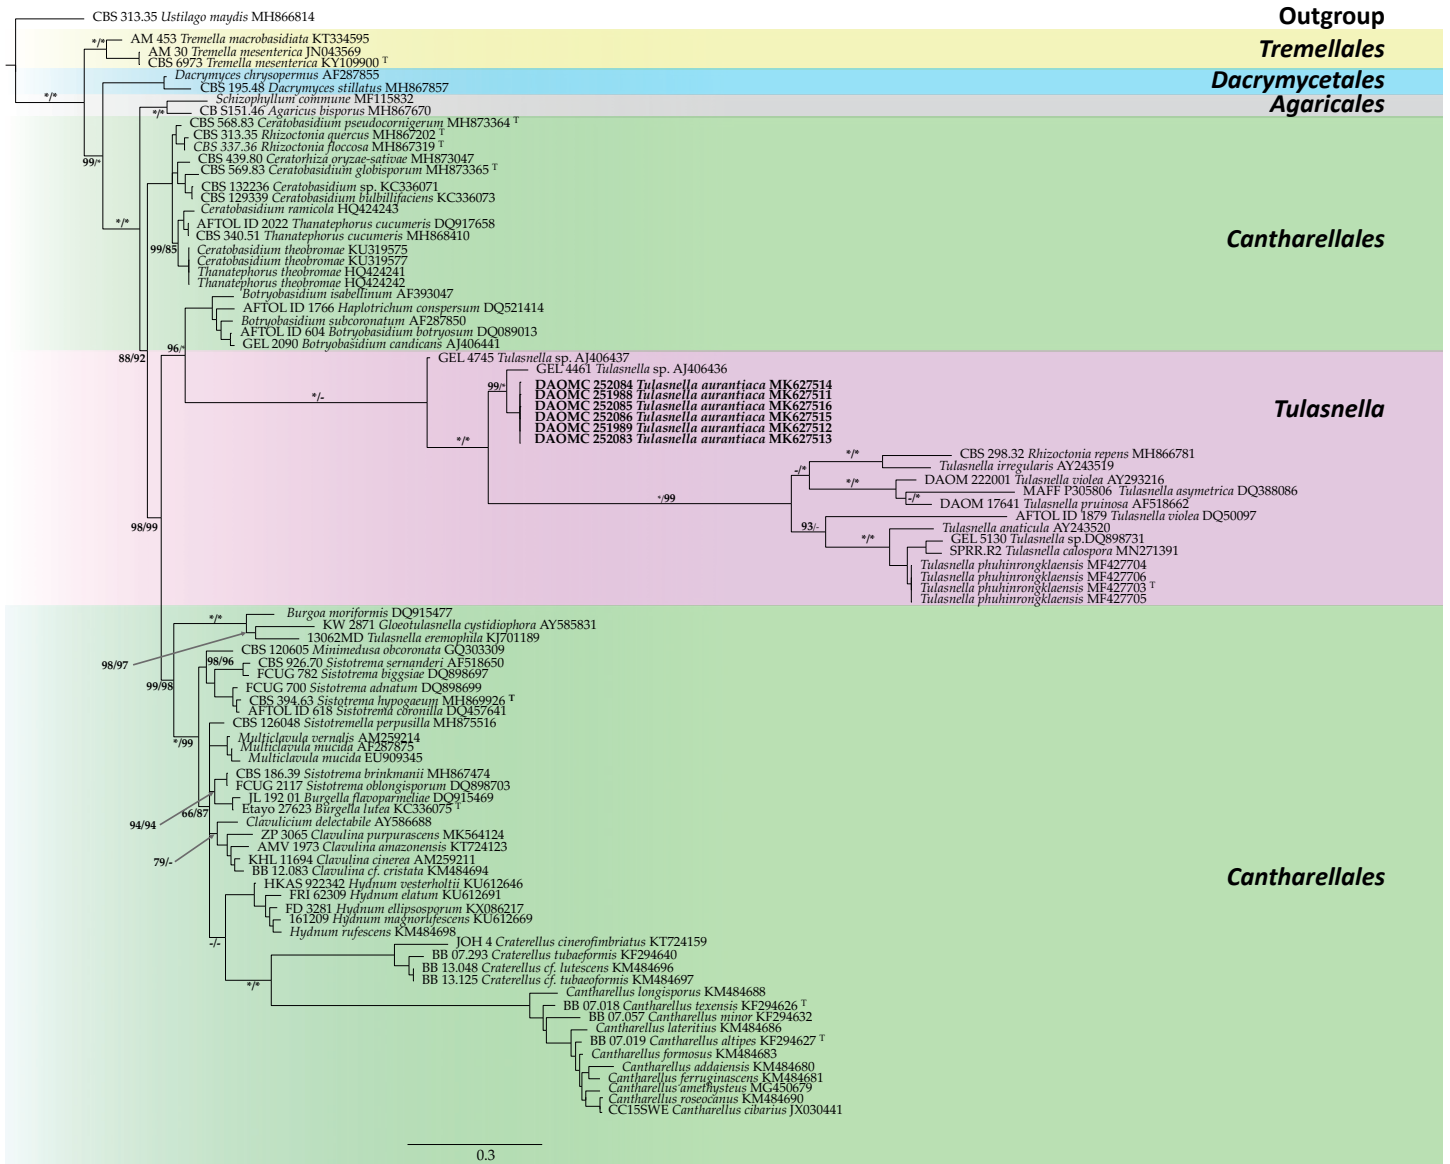 CBS 313.35 Ustilago maydis MH866814
Outgroup
AM 453 Tremella macrobasidiata KT334595
*/*
AM 30 Tremella mesenterica JN043569
Tremellales
CBS 6973 Tremella mesenterica KY109900 T
Dacrymyces chrysopermus AF287855
Dacrymycetales
CBS 195.48 Dacrymyces stillatus MH867857
*/*
Schizophyllum commune MF115832
Agaricales
*/*
CB S151.46 Agaricus bisporus MH867670
CBS 568.83 Ceratobasidium pseudocornigerum MH873364 T
CBS 313.35 Rhizoctonia quercus MH867202 T
CBS 337.36 Rhizoctonia floccosa MH867319 T
CBS 439.80 Ceratorhiza oryzae-sativae MH873047
99/*
CBS 569.83 Ceratobasidium globisporum MH873365 T
CBS 132236 Ceratobasidium sp. KC336071
CBS 129339 Ceratobasidium bulbillifaciens KC336073
Ceratobasidium ramicola HQ424243
*/*
AFTOL ID 2022 Thanatephorus cucumeris DQ917658
CBS 340.51 Thanatephorus cucumeris MH868410
Cantharellales
99/85
Ceratobasidium theobromae KU319575
Ceratobasidium theobromae KU319577
Thanatephorus theobromae HQ424241
Thanatephorus theobromae HQ424242
Botryobasidium isabellinum AF393047
AFTOL ID 1766 Haplotrichum conspersum DQ521414
Botryobasidium subcoronatum AF287850
AFTOL ID 604 Botryobasidium botryosum DQ089013
GEL 2090 Botryobasidium candicans AJ406441
96/*
88/92
GEL 4745 Tulasnella sp. AJ406437
GEL 4461 Tulasnella sp. AJ406436
99/*
DAOMC 252084 Tulasnella aurantiaca MK627514
DAOMC 251988 Tulasnella aurantiaca MK627511
*/-
DAOMC 252085 Tulasnella aurantiaca MK627516
Tulasnella
DAOMC 252086 Tulasnella aurantiaca MK627515
DAOMC 251989 Tulasnella aurantiaca MK627512
*/*
DAOMC 252083 Tulasnella aurantiaca MK627513
*/*
CBS 298.32 Rhizoctonia repens MH866781
-/*
Tulasnella irregularis AY243519
*/*
DAOM 222001 Tulasnella violea AY293216
MAFF P305806 Tulasnella asymetrica DQ388086
*/99
-/*
DAOM 17641 Tulasnella pruinosa AF518662
AFTOL ID 1879 Tulasnella violea DQ50097
98/99
93/-
Tulasnella anaticula AY243520
*/*
GEL 5130 Tulasnella sp.DQ898731
SPRR.R2 Tulasnella calospora MN271391
Tulasnella phuhinrongklaensis MF427704
Tulasnella phuhinrongklaensis MF427706
Tulasnella phuhinrongklaensis MF427703 T
Tulasnella phuhinrongklaensis MF427705
*/*
Burgoa moriformis DQ915477
KW 2871 Gloeotulasnella cystidiophora AY585831
13062MD Tulasnella eremophila KJ701189
CBS 120605 Minimedusa obcoronata GQ303309
98/97
98/96
CBS 926.70 Sistotrema sernanderi AF518650
FCUG 782 Sistotrema biggsiae DQ898697
99/98
FCUG 700 Sistotrema adnatum DQ898699
CBS 394.63 Sistotrema hypogaeum MH869926 T
AFTOL ID 618 Sistotrema coronilla DQ457641
CBS 126048 Sistotremella perpusilla MH875516
*/99
Multiclavula vernalis AM259214
Multiclavula mucida AF287875
Multiclavula mucida EU909345
CBS 186.39 Sistotrema brinkmanii MH867474
FCUG 2117 Sistotrema oblongisporum DQ898703
JL 192 01 Burgella flavoparmeliae DQ915469
66/87
Etayo 27623 Burgella lutea KC336075 T
94/94
Clavulicium delectabile AY586688
ZP 3065 Clavulina purpurascens MK564124
AMV 1973 Clavulina amazonensis KT724123
79/-
KHL 11694 Clavulina cinerea AM259211
BB 12.083 Clavulina cf. cristata KM484694
Cantharellales
HKAS 922342 Hydnum vesterholtii KU612646
FRI 62309 Hydnum elatum KU612691
FD 3281 Hydnum ellipsosporum KX086217
161209 Hydnum magnorufescens KU612669
Hydnum rufescens KM484698
-/-
JOH 4 Craterellus cinerofimbriatus KT724159
BB 07.293 Craterellus tubaeformis KF294640
BB 13.048 Craterellus cf. lutescens KM484696
BB 13.125 Craterellus cf. tubaeoformis KM484697
*/*
Cantharellus longisporus KM484688
BB 07.018 Cantharellus texensis KF294626 T
BB 07.057 Cantharellus minor KF294632
Cantharellus lateritius KM484686
BB 07.019 Cantharellus altipes KF294627 T
Cantharellus formosus KM484683
Cantharellus addaiensis KM484680
Cantharellus ferruginascens KM484681
Cantharellus amethysteus MG450679
Cantharellus roseocanus KM484690
CC15SWE Cantharellus cibarius JX030441
0.3